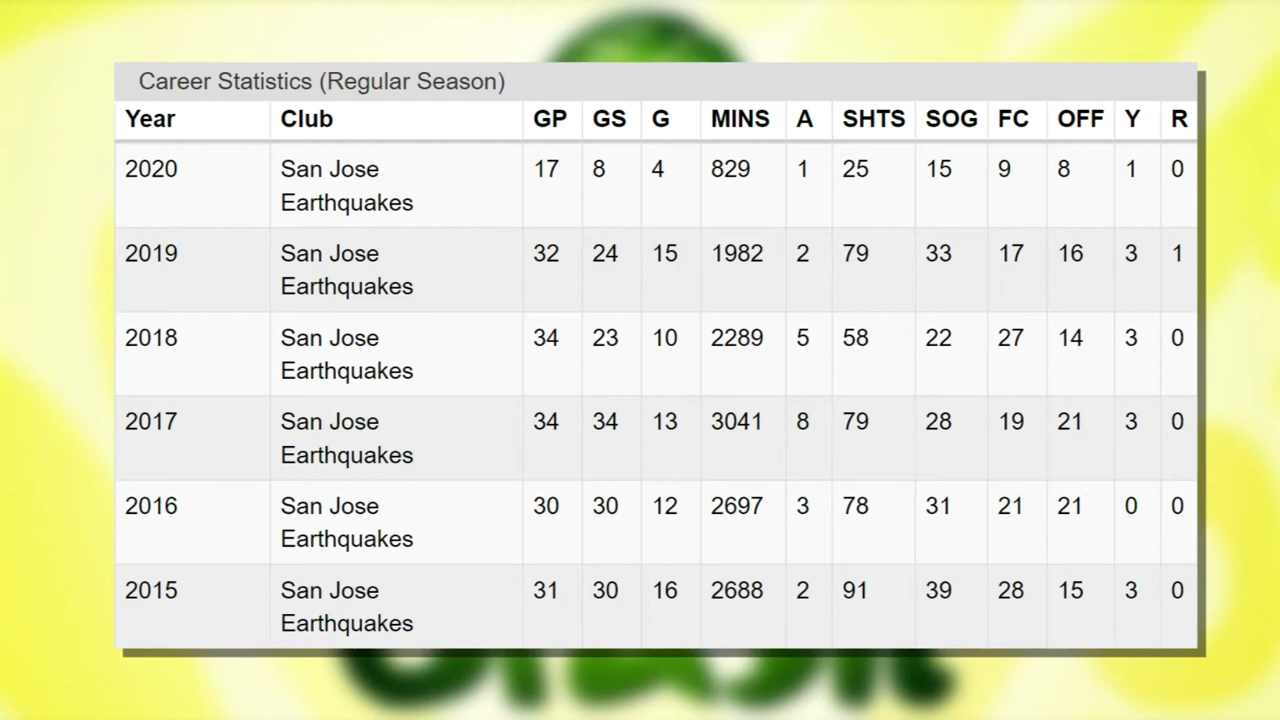 Career Statistics (Regular Season)
Year Club GP GS G MINS A SHTS SOG FC OFF Y R
2020 San Jose 17 8 4 829 1 25 15 9 8 1 0
Earthquakes
2019 San Jose 32 24 15 1982 2 79 33 17 16 3 1
Earthquakes
2018 San Jose 34 23 10 2289 5 58 22 27 14 3 0
Earthquakes
2017 San Jose 34 34 13 3041 8 79 28 19 21 3 0
Earthquakes
2016 San Jose 30 30 12 2697 3 78 31 21 21 0 0
Earthquakes
2015 San Jose 31 30 16 2688 2 91 39 28 15 3 0
Earthquakes